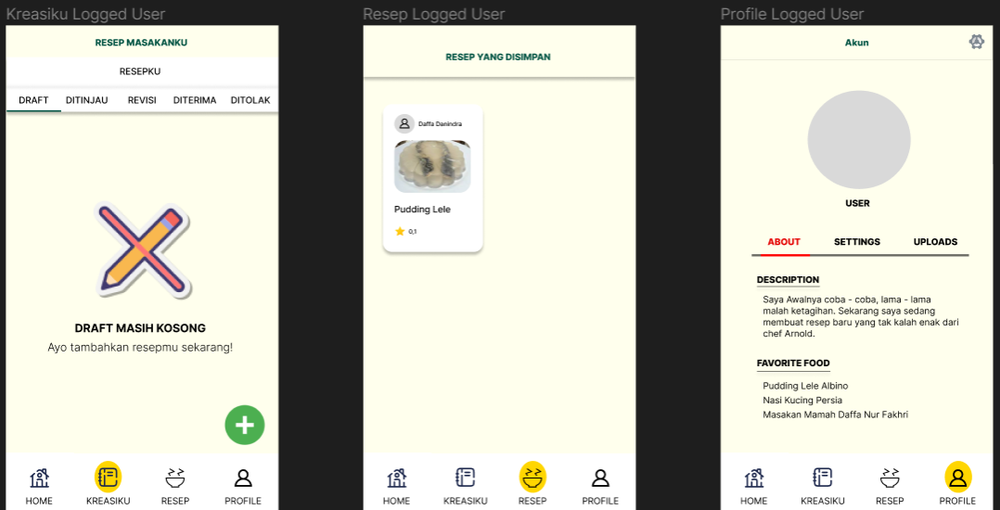 Kreasiku Logged User
RESEP MASAKANKU
RESEPKU
DRAFT DITINJAU REVISI DITERIMA DITOLAK
DRAFT MASIH KOSONG
Ayo tambahkan resepmu sekarang!
HOME KREASIKU RESEP PROFILE
Resep Logged User
RESEP YANG DISIMPAN
Daffa Danindra
Pudding Lele
0,1
HOME KREASIKU RESEP PROFILE
Profile Logged User
Akun
USER
ABOUT SETTINGS UPLOADS
DESCRIPTION
Saya Awalnya coba - coba, lama - lama
malah ketagihan. Sekarang saya sedang
membuat resep baru yang tak kalah enak dari
chef Arnold.
FAVORITE FOOD
Pudding Lele Albino
Nasi Kucing Persia
Masakan Mamah Daffa Nur Fakhri
HOME KREASIKU RESEP PROFILE